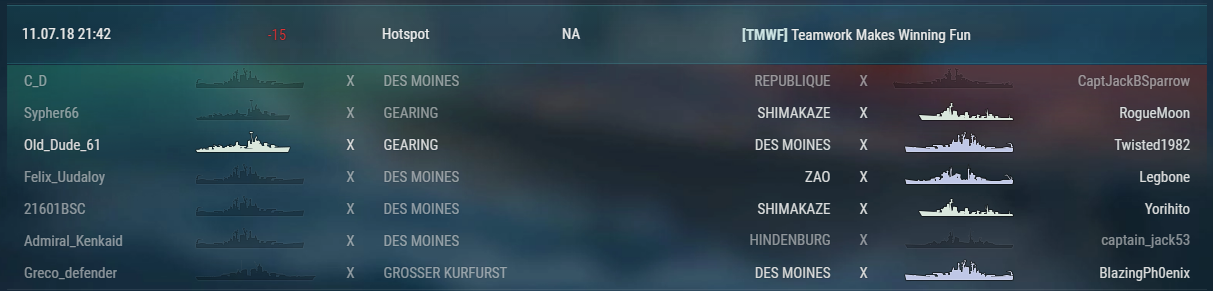 11.07.18 21:42 -15 Hotspot NA [TMWF] Teamwork Makes Winning Fun
C_D X DES MOINES REPUBLIQUE X CaptJackBSparrow
Sypher66 X GEARING SHIMAKAZE X RogueMoon
Old_Dude_61 X GEARING DES MOINES X Twisted1982
Felix_Uudaloy X DES MOINES ZAO X Legbone
21601BSC X DES MOINES SHIMAKAZE X Yorihito
Admiral_Kenkaid X DES MOINES HINDENBURG X captain_jack53
Greco_defender X GROSSER KURFURST DES MOINES X BlazingPh0enix